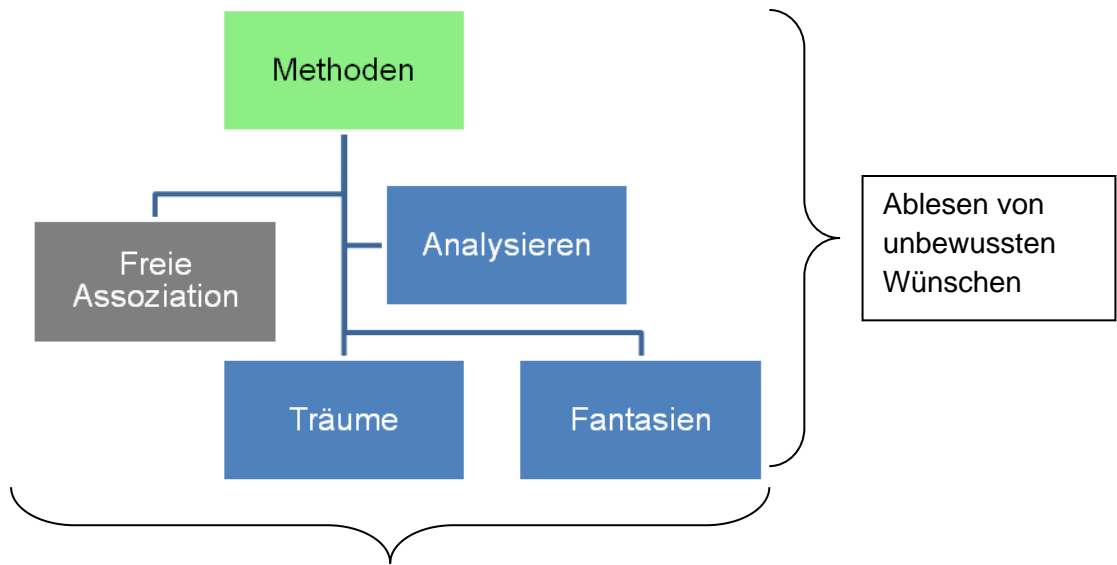 Methoden
Freie
Assoziation
Analysieren
Träume
Fantasien
Ablesen von
unbewussten
Wünschen